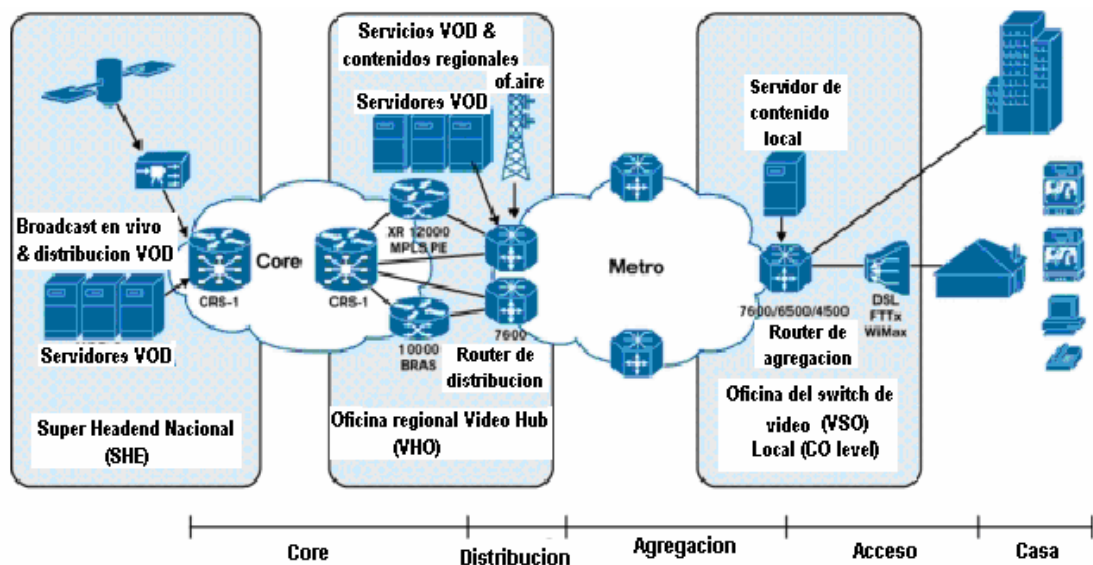 Servicios VOD &
contenidos regionales
of.aire
Servidores VOD
Servidor de
contenido
local
Broadcast en vivo
& distribucion VOD
Core
CRS-1
Servidores VOD
XR 12000
MPLS PE
CRS-1
10000
BRAS
7600
Router de
distribucion
Metro
7600/6500/4500
Router de
agregacion
DSL
FTTx
WiMax
Super Headend Nacional
(SHE)
Oficina regional Video Hub
(VHO)
Oficina del switch de
video (VSO)
Local (CO level)
Core
Distribucion
Agregacion
Acceso
Casa